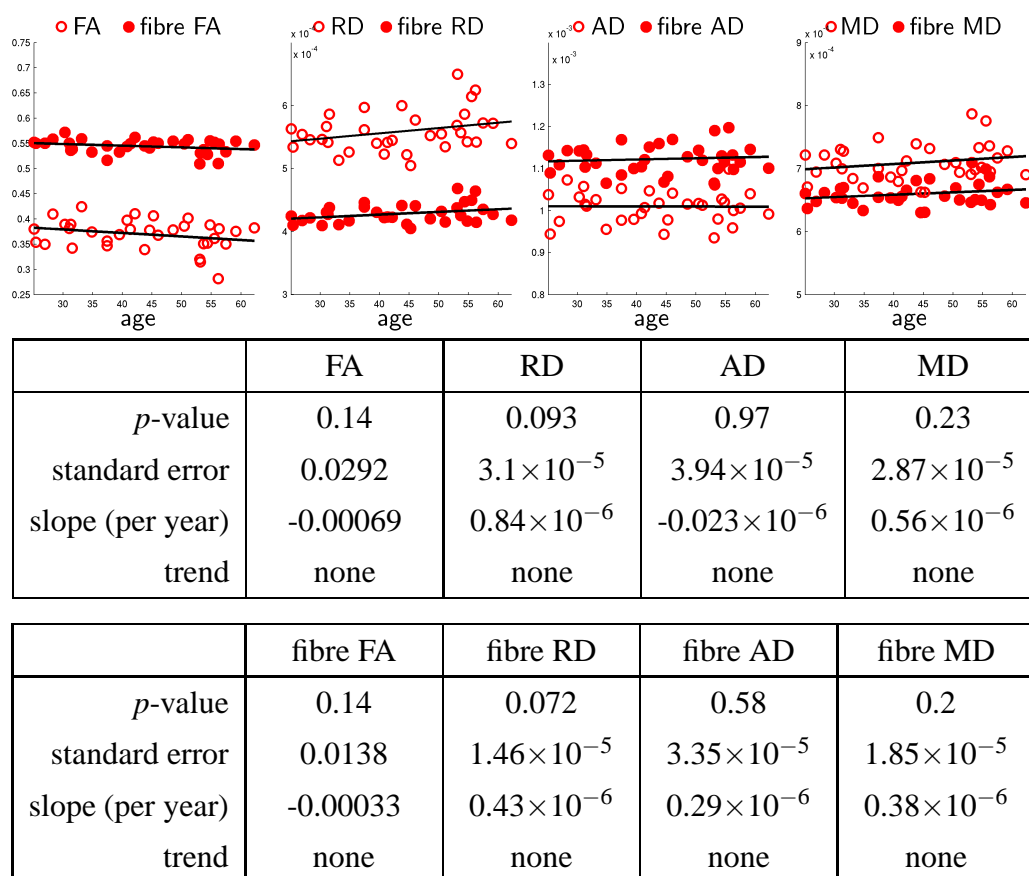 FA fibre FA
0.75
0.65
0.55
0.45
0.35
0.3
0.25
30 35 40 45 50 55 60
age
RD fibre RD
x 10⁻⁴
6
5
4
3
30 35 40 45 50 55 60
age
x 10⁻³
AD fibre AD
x 10⁻³
1.3
1.2
1.1
1.0
0.9
0.8
30 35 40 45 50 55 60
age
MD fibre MD
9
x 10⁻⁴
8
7
6
5
30 35 40 45 50 55 60
age
FA RD AD MD
p-value 0.14 0.093 0.97 0.23
standard error 0.0292 3.1×10⁻⁵ 3.94×10⁻⁵ 2.87×10⁻⁵
slope (per year) -0.00069 0.84×10⁻⁶ -0.023×10⁻⁶ 0.56×10⁻⁶
trend none none none none
fibre FA fibre RD fibre AD fibre MD
p-value 0.14 0.072 0.58 0.2
standard error 0.0138 1.46×10⁻⁵ 3.35×10⁻⁵ 1.85×10⁻⁵
slope (per year) -0.00033 0.43×10⁻⁶ 0.29×10⁻⁶ 0.38×10⁻⁶
trend none none none none